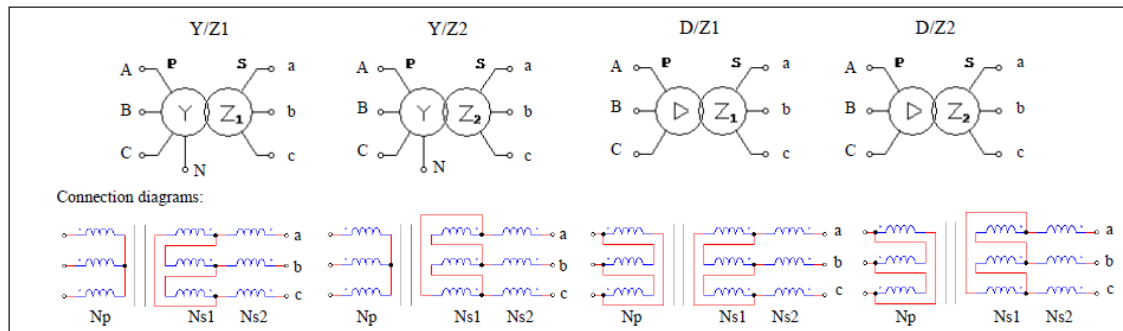 Y/Z1 Y/Z2 D/Z1 D/Z2
A P S a A P S a A P S a A P S a
B Y Z1 b B Y Z2 b B D Z1 b B D Z2 b
C N c C N c C c C c
Connection diagrams:
a a a a
b b b b
c c c c
Np Ns1 Ns2 Np Ns1 Ns2 Np Ns1 Ns2 Np Ns1 Ns2